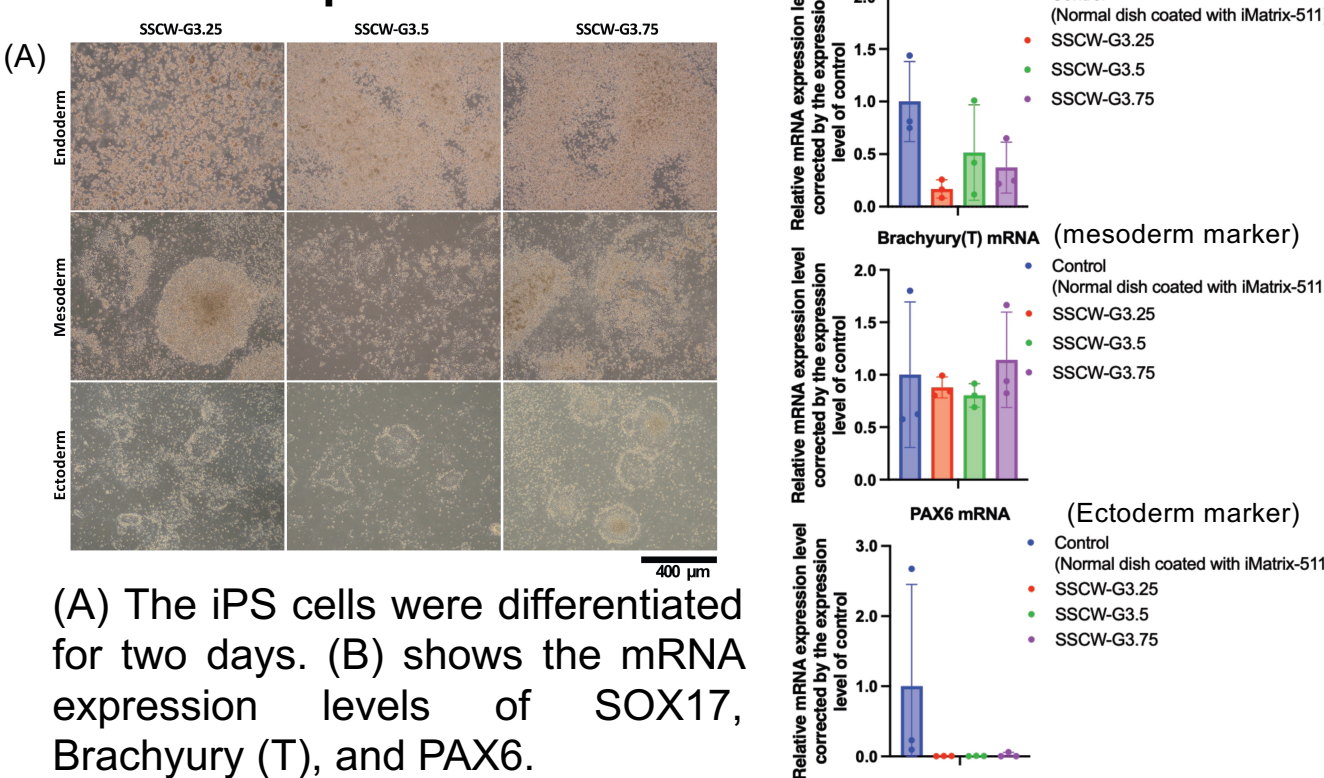 SSCW-G3.25 SSCW-G3.5 SSCW-G3.75
(A)
Endoderm
Mesoderm
Ectoderm
400 µm
(A) The iPS cells were differentiated
for two days. (B) shows the mRNA
expression levels of SOX17,
Brachyury (T), and PAX6.
Relative mRNA expression
corrected by the expression
level of control
1.5
1.0
0.5
0.0
(Normal dish coated with iMatrix-511
SSCW-G3.25
SSCW-G3.5
SSCW-G3.75
Brachyury(T) mRNA (mesoderm marker)
Relative mRNA expression level
corrected by the expression
level of control
2.0
1.5
1.0
0.5
0.0
Control
(Normal dish coated with iMatrix-511
SSCW-G3.25
SSCW-G3.5
SSCW-G3.75
PAX6 mRNA (Ectoderm marker)
Relative mRNA expression level
corrected by the expression
level of control
3.0
2.0
1.0
0.0
Control
(Normal dish coated with iMatrix-511
SSCW-G3.25
SSCW-G3.5
SSCW-G3.75